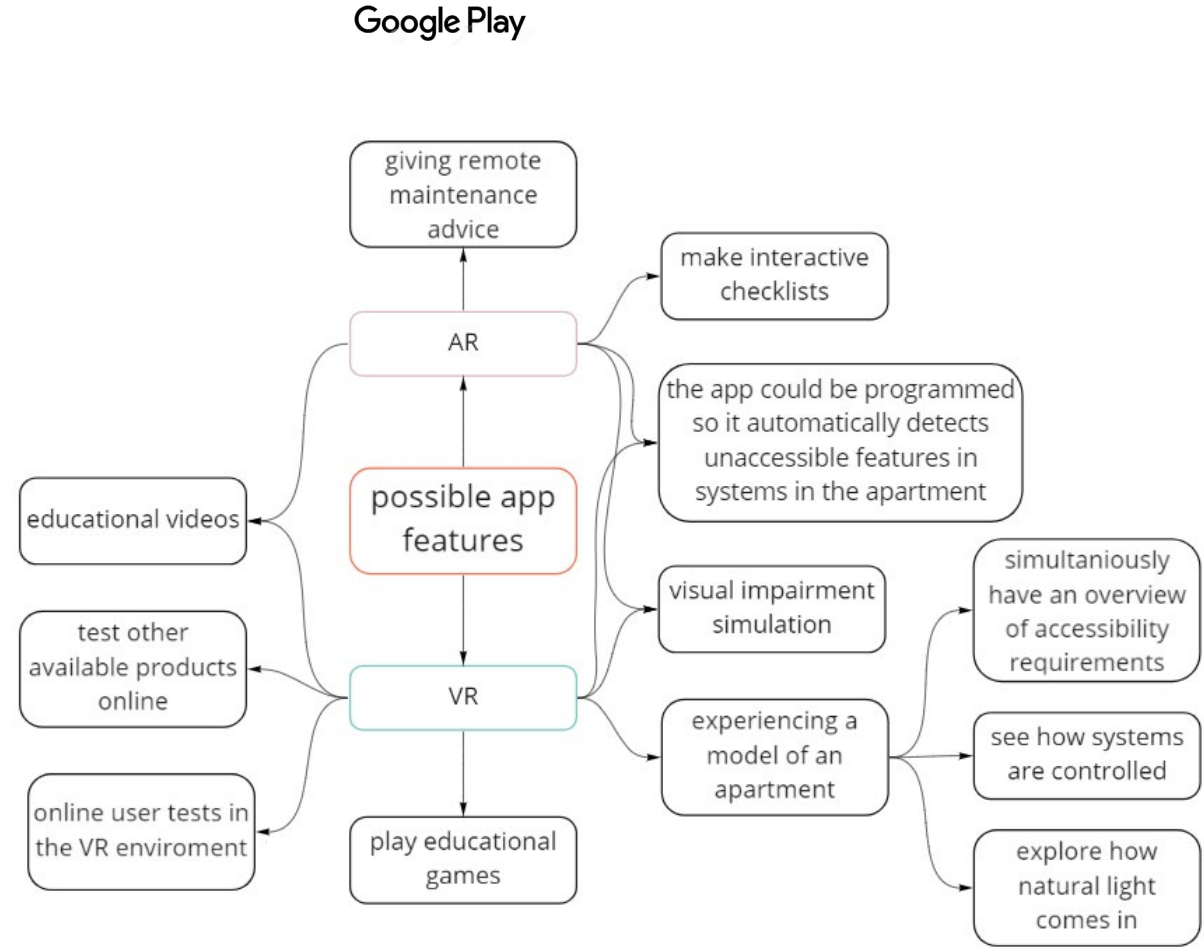 Google Play
giving remote
maintenance
advice
make interactive
checklists
AR
the app could be programmed
so it automatically detects
unaccessible features in
systems in the apartment
possible app
features
educational videos
visual impairment
simulation
simultaniously
have an overview
of accessibility
requirements
test other
available products
online
VR
experiencing a
model of an
apartment
see how systems
are controlled
online user tests in
the VR enviroment
play educational
games
explore how
natural light
comes in